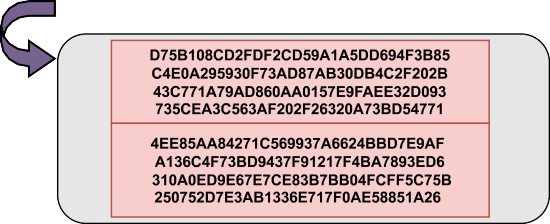 D75B108CD2FDF2CD59A1A5DD694F3B85
C4E0A295930F73AD87AB30DB4C2F202B
43C771A79AD860AA0157E9FAEE32D093
735CEA3C563AF202F26320A73BD54771
4EE85AA84271C569937A6624BBD7E9AF
A136C4F73BD9437F91217F4BA7893ED6
310A0ED9E67E7CE83B7BB04FCFF5C75B
250752D7E3AB1336E717F0AE58851A26